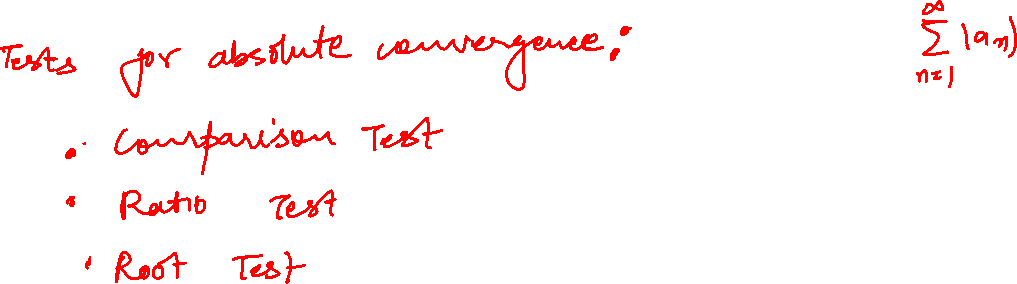 Tests for absolute convergence: ∞
∑ |an|
n=1
• Comparison Test
• Ratio Test
• Root Test